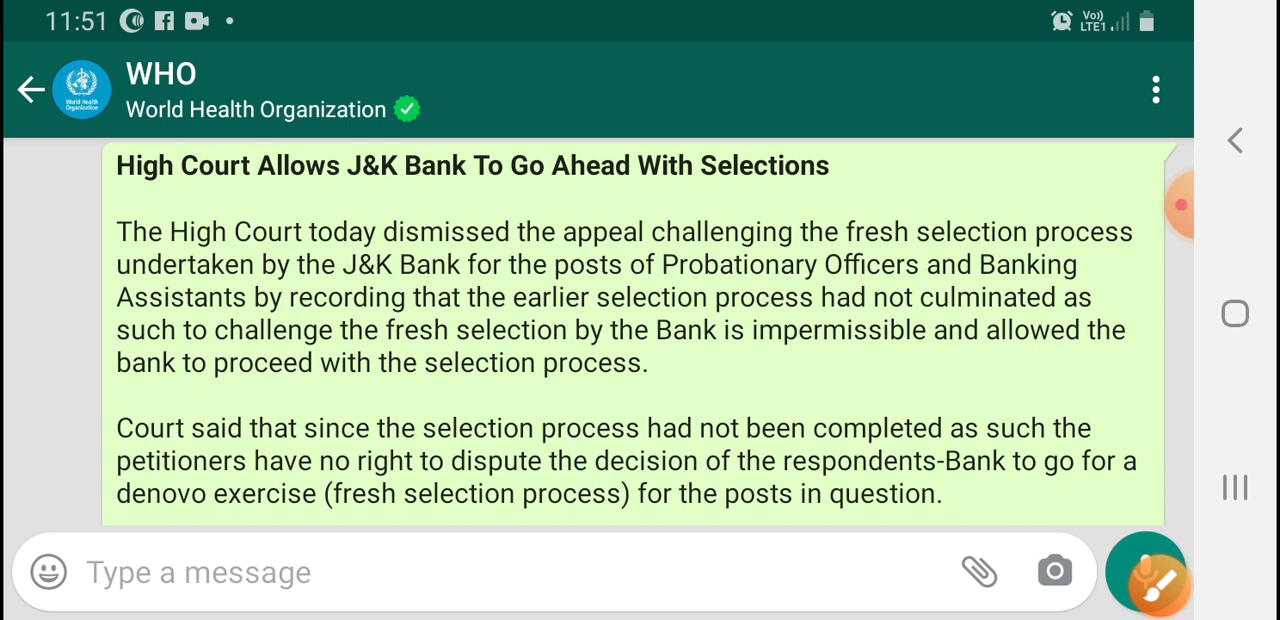 11:51
Vo)
LTE1
WHO
World Health Organization
World Health
Organization
High Court Allows J&K Bank To Go Ahead With Selections
The High Court today dismissed the appeal challenging the fresh selection process
undertaken by the J&K Bank for the posts of Probationary Officers and Banking
Assistants by recording that the earlier selection process had not culminated as
such to challenge the fresh selection by the Bank is impermissible and allowed the
bank to proceed with the selection process.
Court said that since the selection process had not been completed as such the
petitioners have no right to dispute the decision of the respondents-Bank to go for a
denovo exercise (fresh selection process) for the posts in question.
Type a message